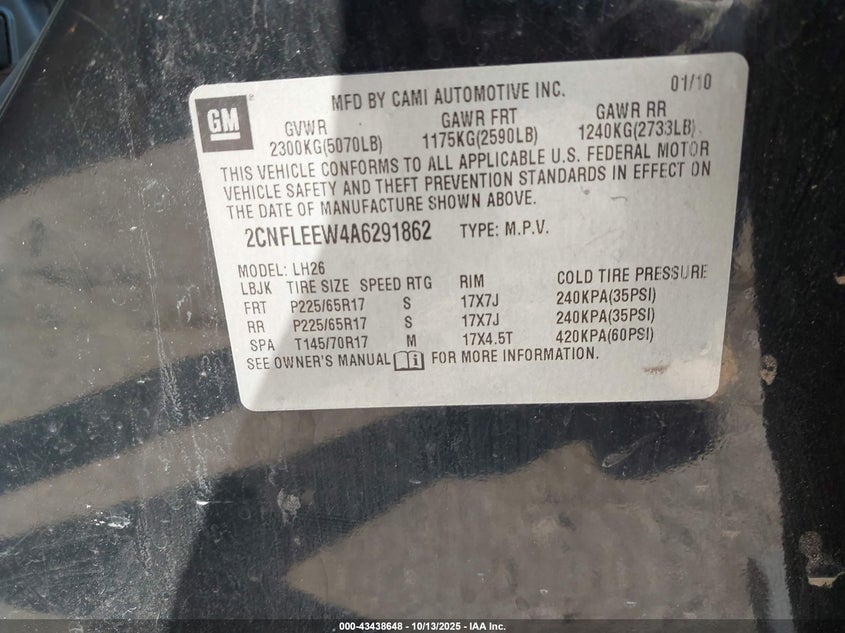 MFD BY CAMI AUTOMOTIVE INC. 01/10
GM ®
GVWR GAWR FRT GAWR RR
2300KG(5070LB) 1175KG(2590LB) 1240KG(2733LB)
THIS VEHICLE CONFORMS TO ALL APPLICABLE U.S. FEDERAL MOTOR
VEHICLE SAFETY AND THEFT PREVENTION STANDARDS IN EFFECT ON
THE DATE OF MANUFACTURE SHOWN ABOVE.
2CNFLEEW4A6291862 TYPE: M.P.V.
MODEL: LH26
LBJK TIRE SIZE SPEED RTG RIM COLD TIRE PRESSURE
FRT P225/65R17 S 17X7J 240KPA(35PSI)
RR P225/65R17 S 17X7J 240KPA(35PSI)
SPA T145/70R17 M 17X4.5T 420KPA(60PSI)
SEE OWNER'S MANUAL i FOR MORE INFORMATION.
000-43438648 - 10/13/2025 - IAA Inc.